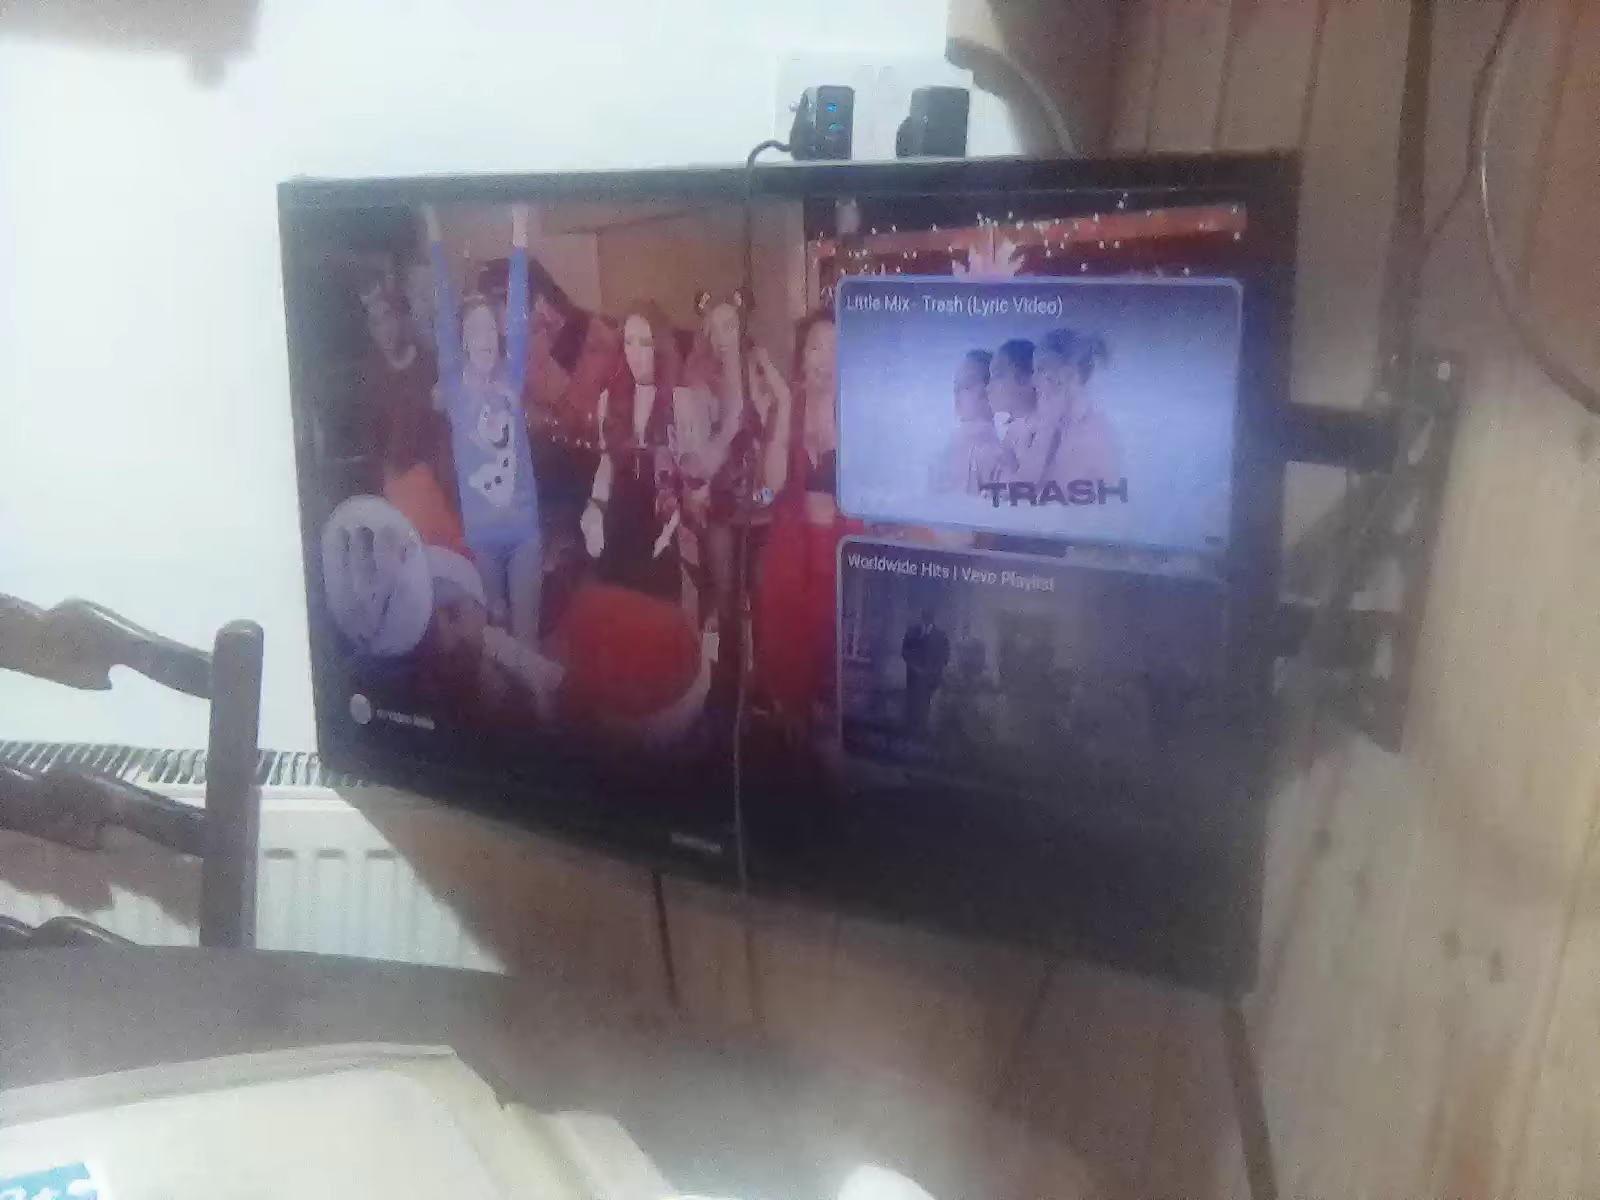 Little Mix - Trash (Lyric Video)
TRASH
Worldwide Hits | Vevo Playlist